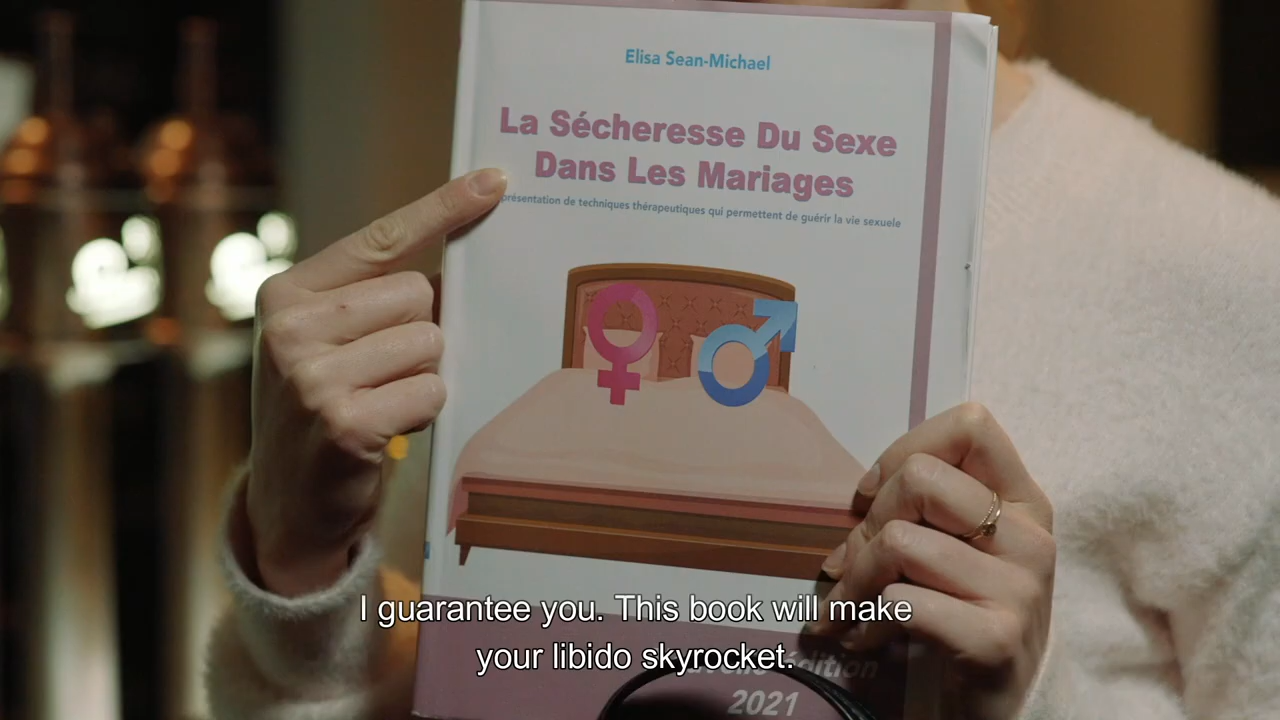 Elisa Sean-Michael
La Sécheresse Du Sexe
Dans Les Mariages
présentation de techniques thérapeutiques qui permettent de guérir la vie sexuele
I guarantee you. This book will make
your libido skyrocket.
édition
2021